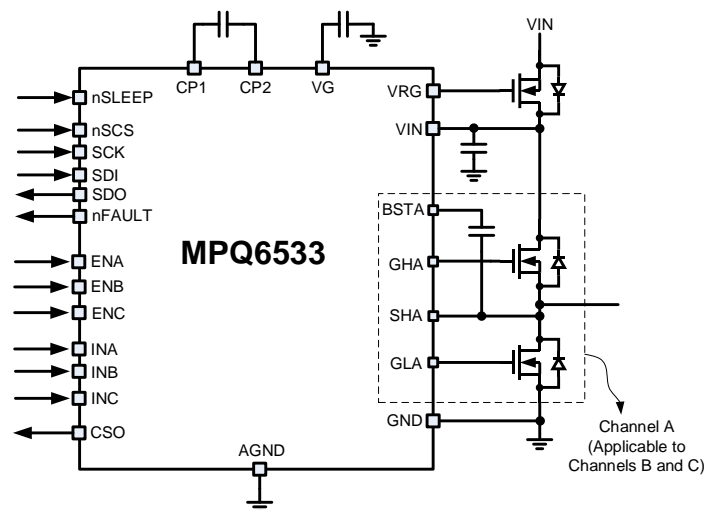 VIN
CP1
CP2
VG
VRG
VIN
nSLEEP
nSCS
SCK
SDI
SDO
nFAULT
ENA
ENB
ENC
INA
INB
INC
CSO
MPQ6533
BSTA
GHA
SHA
GLA
GND
AGND
Channel A
(Applicable to
Channels B and C)